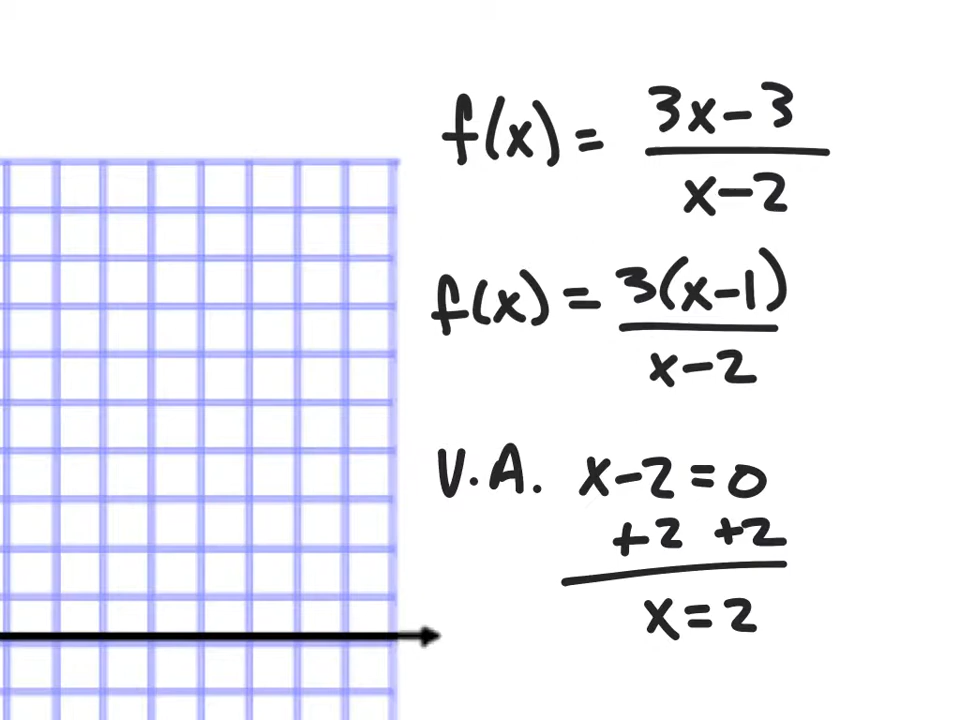 f(x) = 3x-3
x-2
f(x) = 3(x-1)
x-2
V.A. x-2=0
+2 +2
x=2